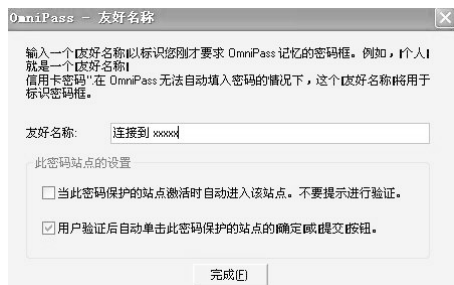 OmniPass - 友好名称
输入一个"友好名称"以标识您刚才要求 OmniPass 记忆的密码框。例如，"个人"
就是一个"友好名称"
信用卡密码".在 OmniPass 无法自动填入密码的情况下，这个"友好名称"将用于
标识密码框。
友好名称: 连接到 xxxxx
此密码站点的设置
当此密码保护的站点激活时自动进入该站点。不要提示进行验证。
用户验证后自动单击此密码保护的站点的"确定"或"提交"按钮。
完成(F)